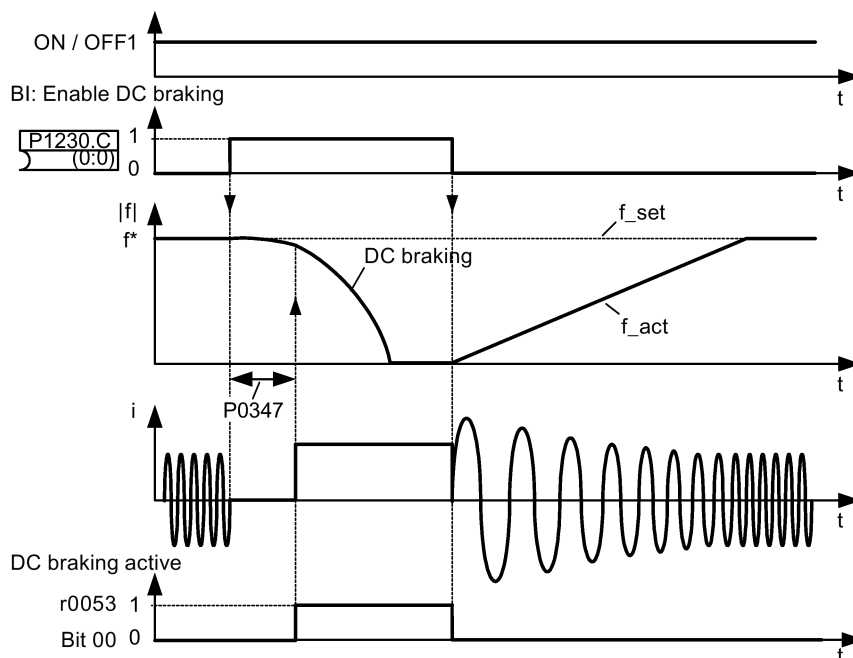 ON / OFF1
t
BI: Enable DC braking
P1230.C
(0:0)
1
0
t
|f|
f*
f_set
DC braking
f_act
t
P0347
i
t
DC braking active
r0053 1
Bit 00 0
t